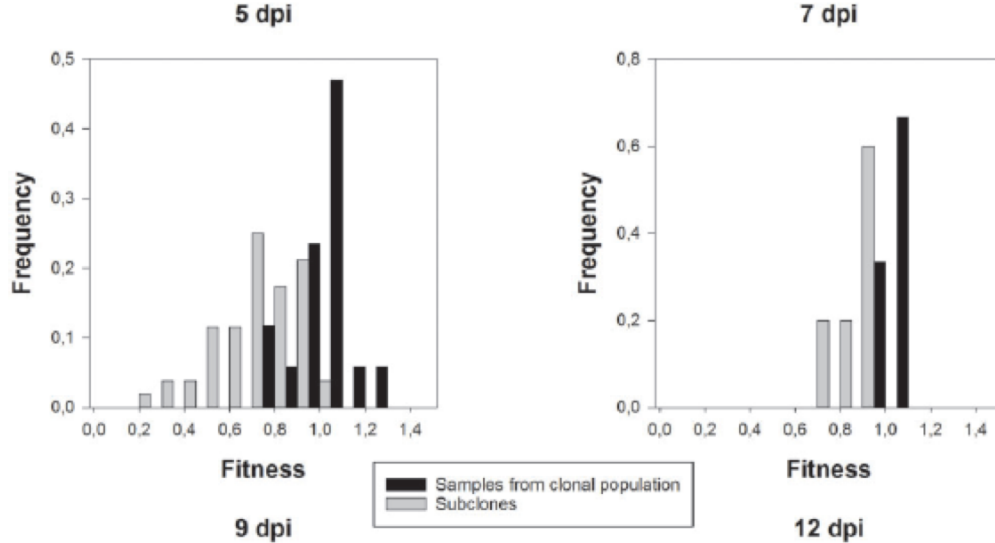 5 dpi
7 dpi
0,5
0,4
0,3
0,2
0,1
0,0
Frequency
0,0 0,2 0,4 0,6 0,8 1,0 1,2 1,4
Fitness
0,8
0,6
0,4
0,2
0,0
Frequency
0,0 0,2 0,4 0,6 0,8 1,0 1,2 1,4
Fitness
Samples from clonal population
Subclones
9 dpi
12 dpi